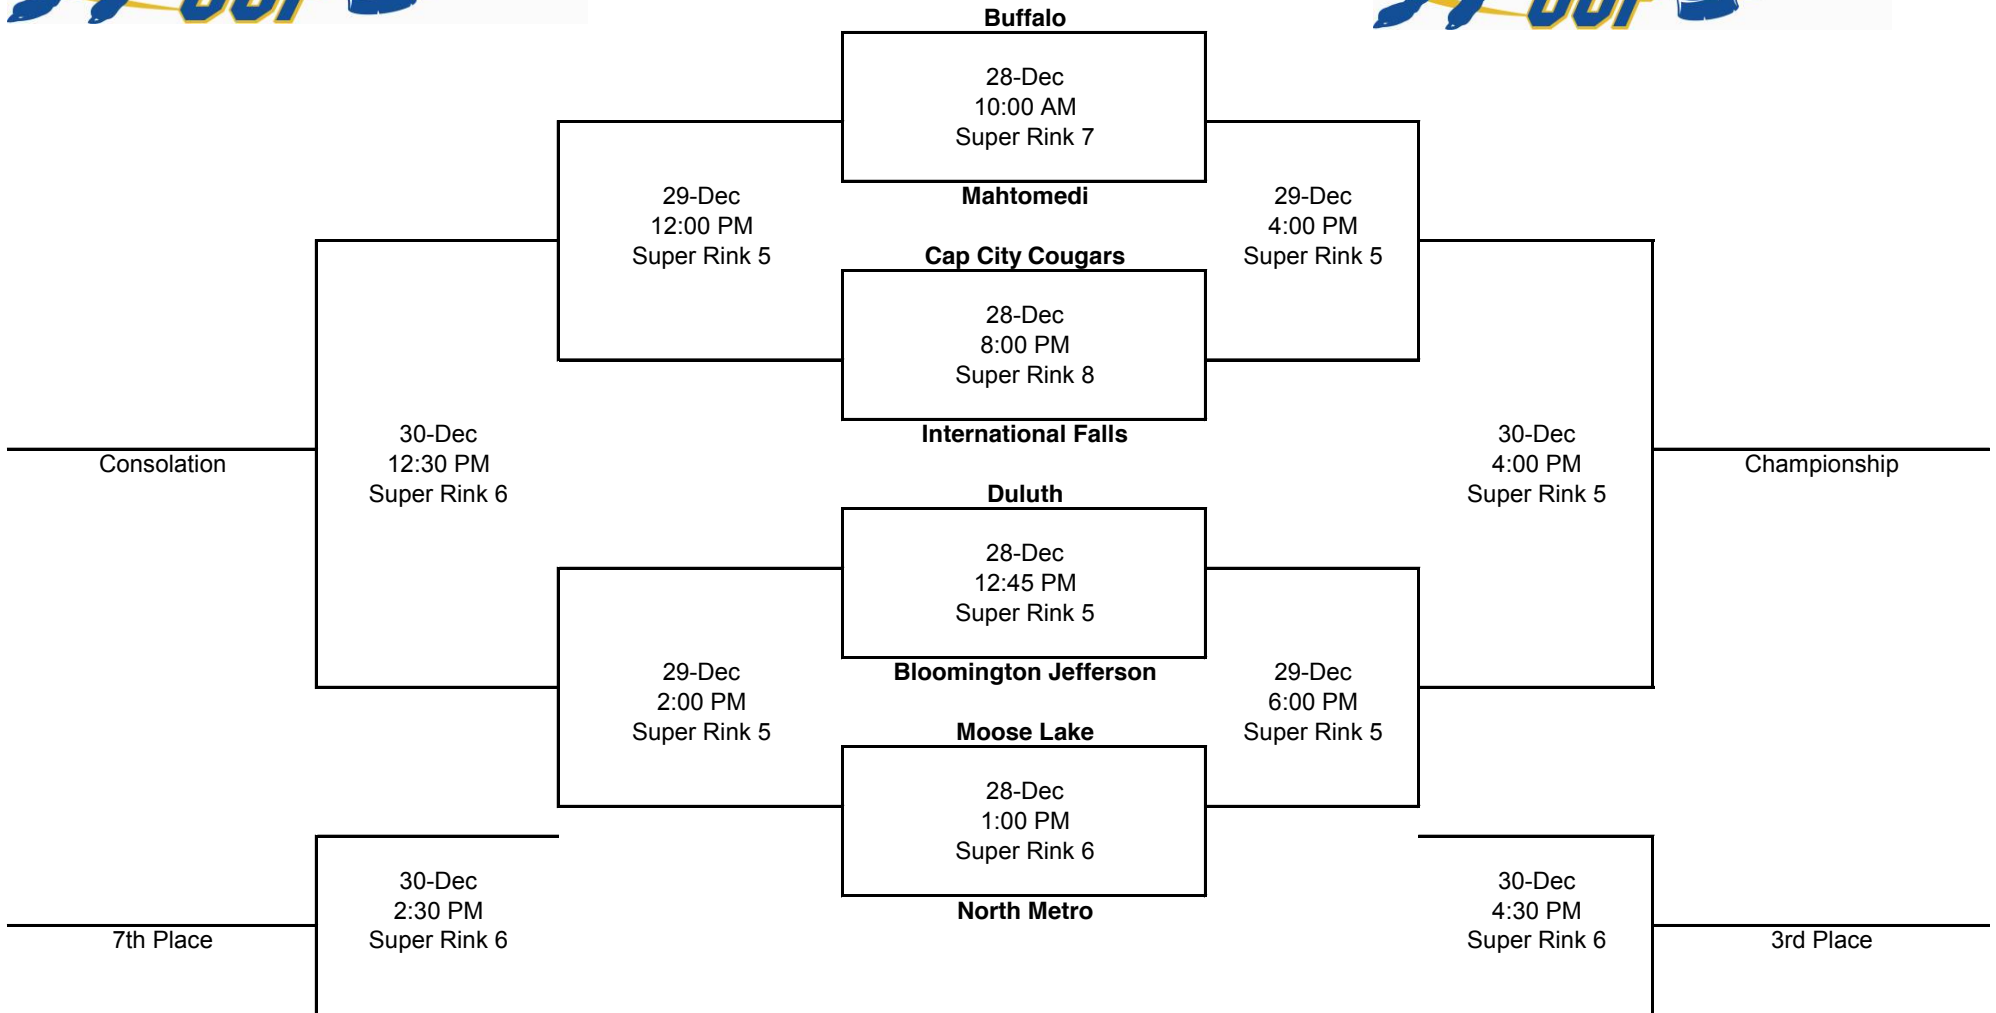 Buffalo
28-Dec
10:00 AM
Super Rink 7
Mahtomedi
29-Dec
12:00 PM
Super Rink 5
29-Dec
4:00 PM
Super Rink 5
Cap City Cougars
28-Dec
8:00 PM
Super Rink 8
International Falls
30-Dec
12:30 PM
Super Rink 6
Consolation
30-Dec
4:00 PM
Super Rink 5
Championship
Duluth
28-Dec
12:45 PM
Super Rink 5
Bloomington Jefferson
29-Dec
2:00 PM
Super Rink 5
29-Dec
6:00 PM
Super Rink 5
Moose Lake
28-Dec
1:00 PM
Super Rink 6
North Metro
30-Dec
2:30 PM
Super Rink 6
7th Place
30-Dec
4:30 PM
Super Rink 6
3rd Place